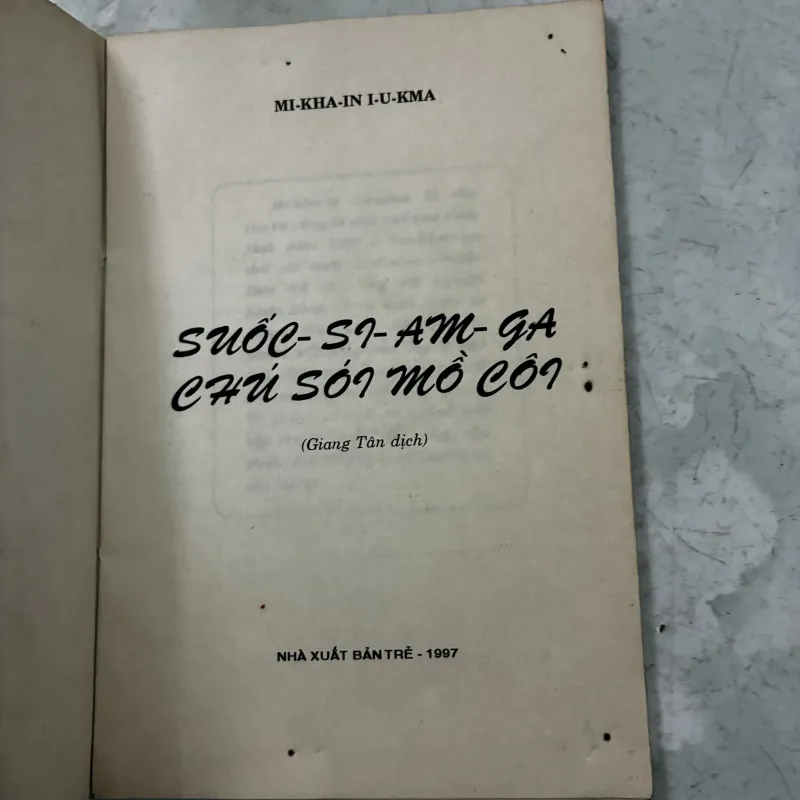 MI-KHA-IN I-U-KMA
SUỐC- SI- AM- GA
CHÚ SÓI MỒ CÔI
(Giang Tân dịch)
NHÀ XUẤT BẢN TRẺ - 1997